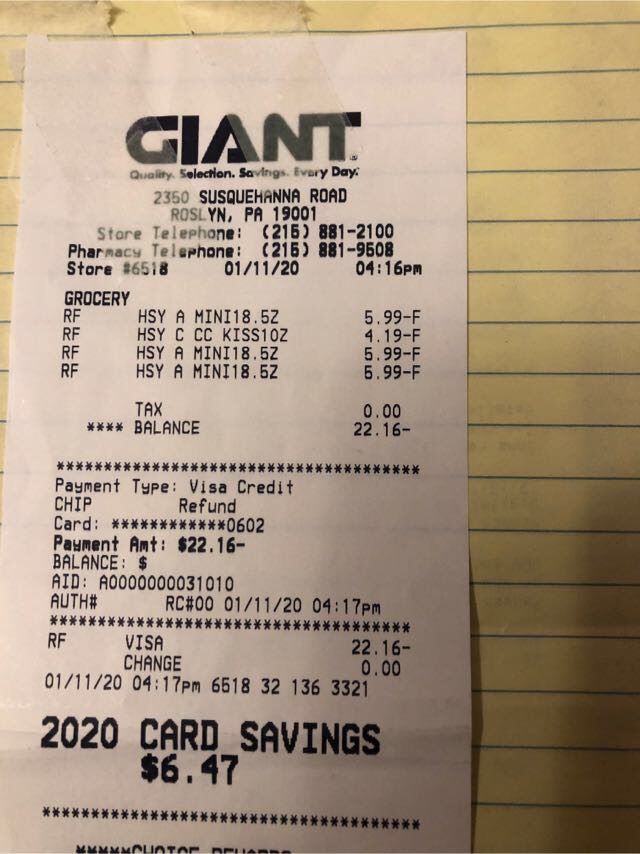 GIANT
Quality. Selection. Savings. Every Day.
2350 SUSQUEHANNA ROAD
ROSLYN, PA 19001
Store Telephone: (215) 881-2100
Pharmacy Telephone: (215) 881-9508
Store #6518 01/11/20 04:16pm
GROCERY
RF HSY A MINI18.5Z 5.99-F
RF HSY C CC KISS10Z 4.19-F
RF HSY A MINI18.5Z 5.99-F
RF HSY A MINI18.5Z 5.99-F
TAX 0.00
**** BALANCE 22.16-
****************************************
Payment Type: Visa Credit
CHIP Refund
Card: ************0602
Payment Amt: $22.16-
BALANCE: $
AID: A0000000031010
AUTH# RC#00 01/11/20 04:17pm
****************************************
RF VISA 22.16-
CHANGE 0.00
01/11/20 04:17pm 6518 32 136 3321
2020 CARD SAVINGS
$6.47
****************************************
*****CHOICE REWARDS